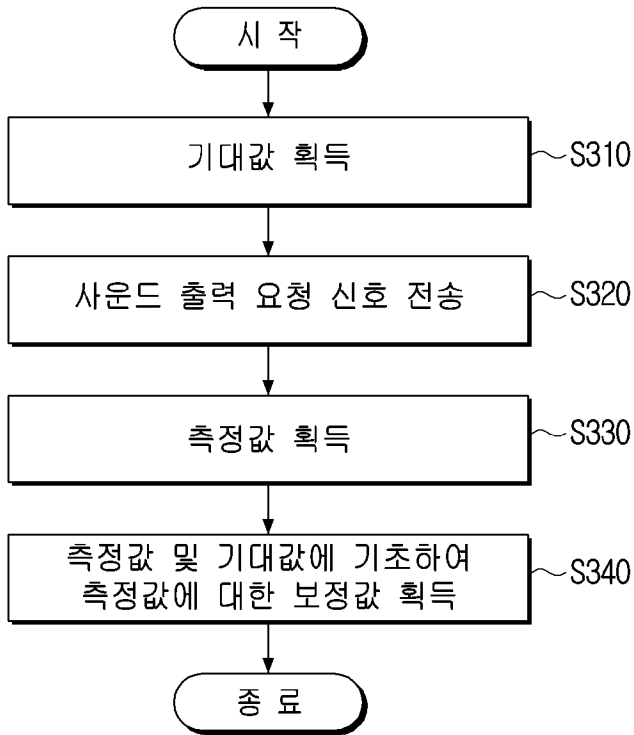 시 작
기대값 획득
S310
사운드 출력 요청 신호 전송
S320
측정값 획득
S330
측정값 및 기대값에 기초하여
측정값에 대한 보정값 획득
S340
종 료